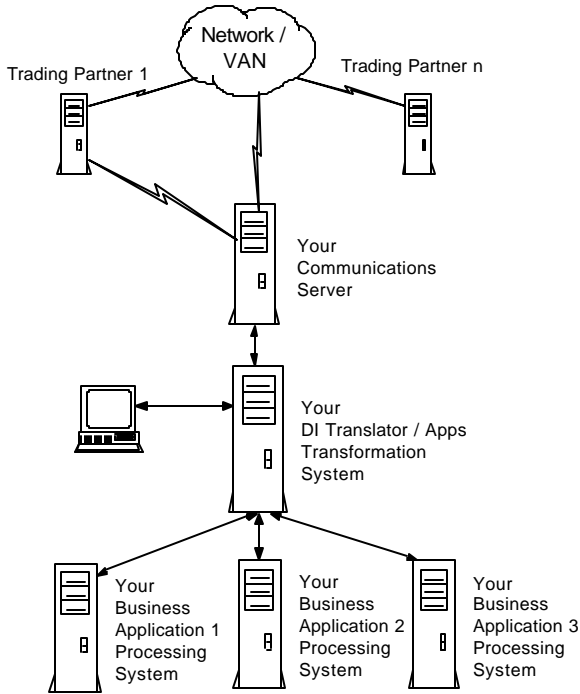 Network /
VAN
Trading Partner 1
Trading Partner n
Your
Communications
Server
Your
DI Translator / Apps
Transformation
System
Your
Business
Application 1
Processing
System
Your
Business
Application 2
Processing
System
Your
Business
Application 3
Processing
System